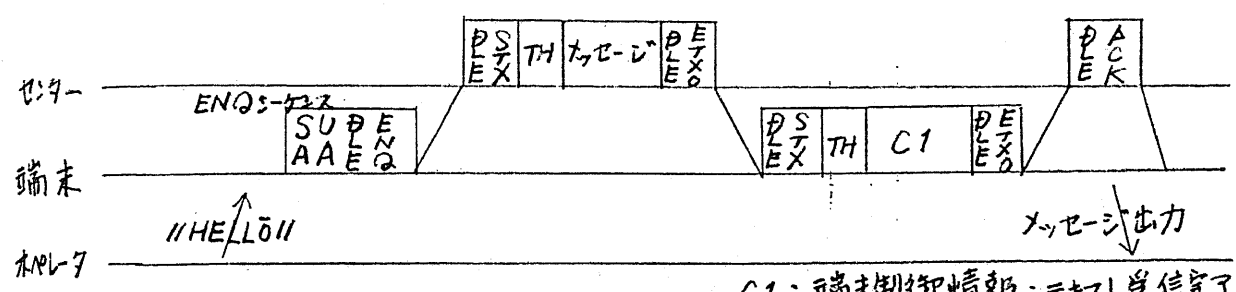 DLE STX TH メッセージ DLE ETX0
DLE ACK
センター
ENQシーケンス
SA UA DLE ENQ
DLE STX TH C1 DLE ETX0
端末
//HELLO//
メッセージ出力
オペレータ
C1：端末制御情報・テキスト受信完了